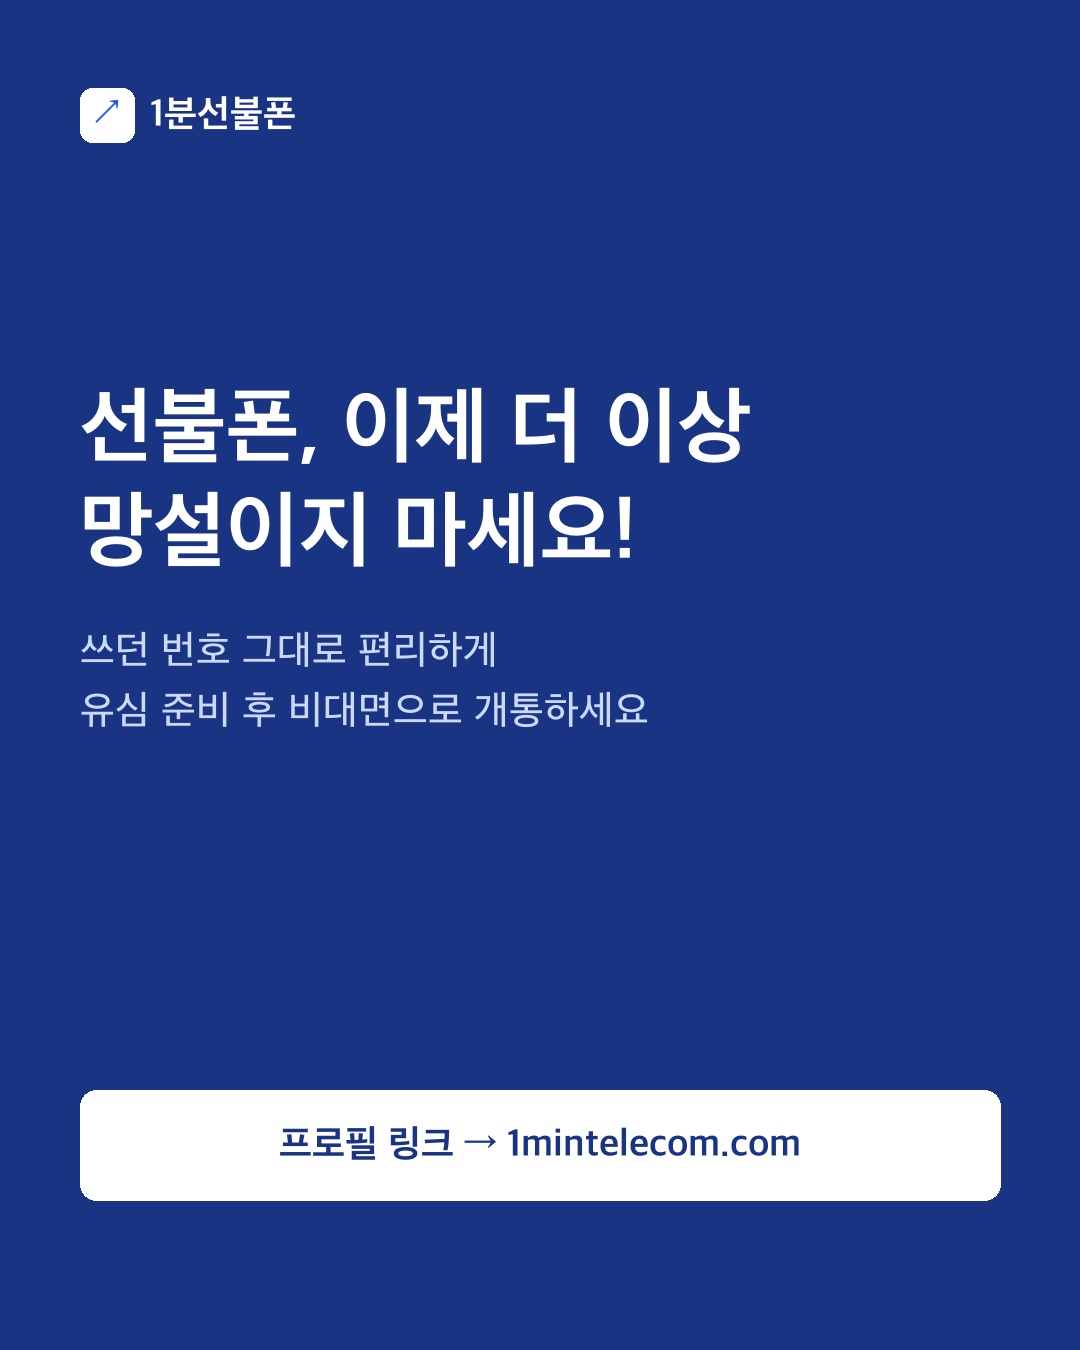 1분선불폰
선불폰, 이제 더 이상
망설이지 마세요!
쓰던 번호 그대로 편리하게
유심 준비 후 비대면으로 개통하세요
프로필 링크 → 1mintelecom.com